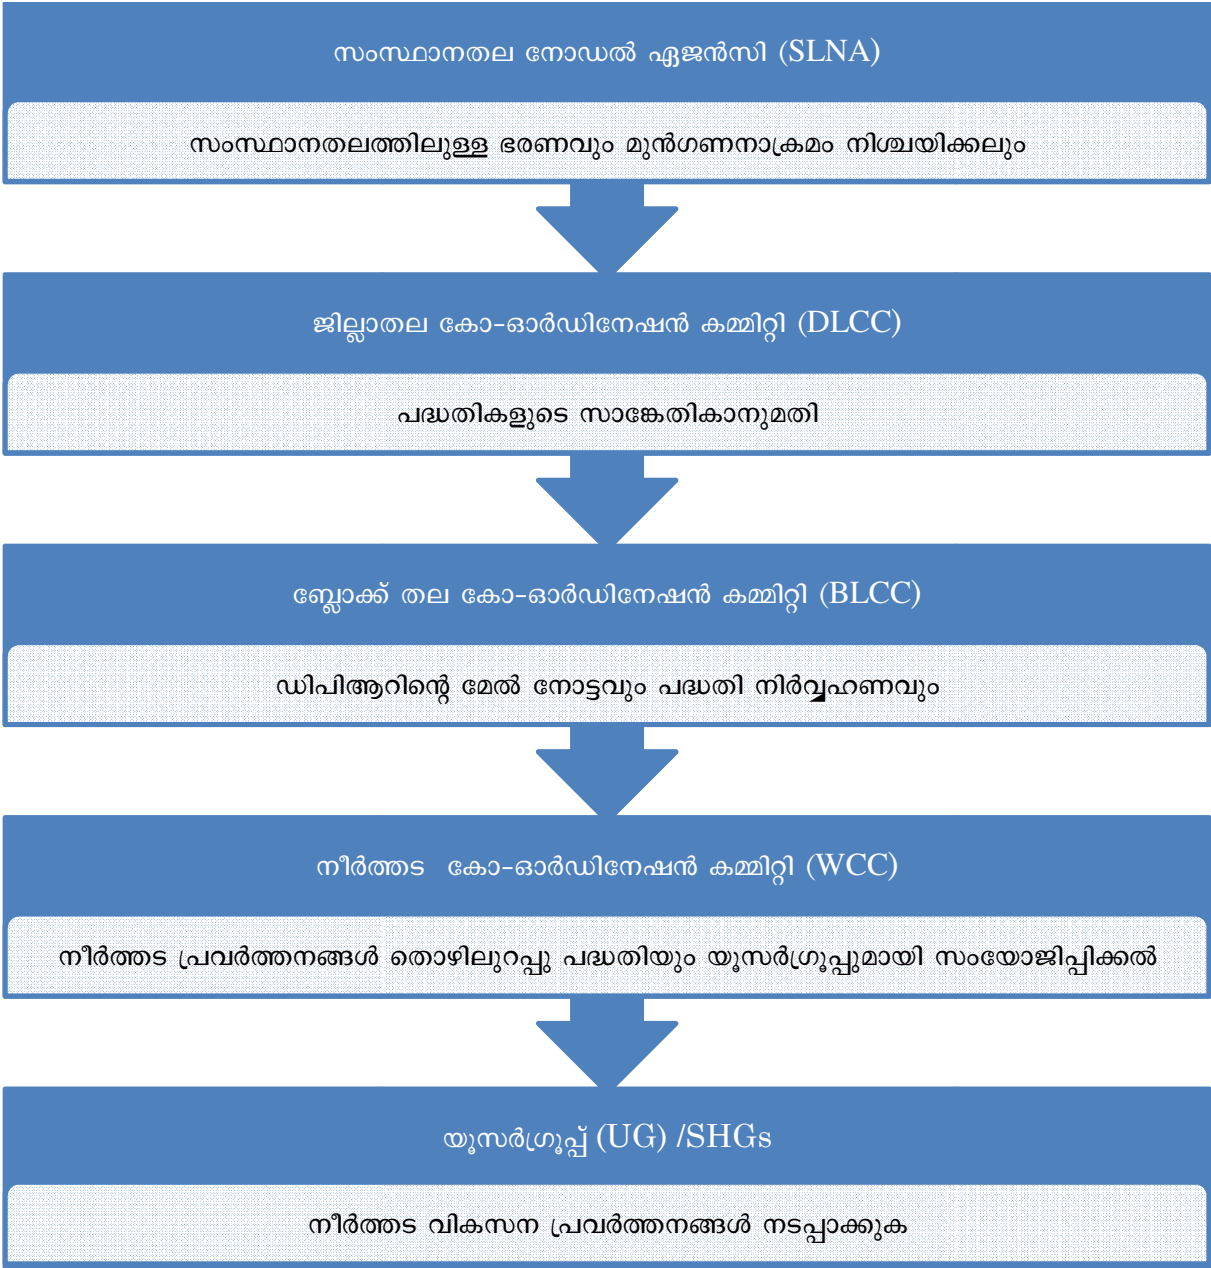 സംസ്ഥാനതല നോഡൽ ഏജൻസി (SLNA)
സംസ്ഥാനതലത്തിലുള്ള ഭരണവും മുൻഗണനാക്രമം നിശ്ചയിക്കലും
ജില്ലാതല കോ-ഓർഡിനേഷൻ കമ്മിറ്റി (DLCC)
പദ്ധതികളുടെ സാങ്കേതികാനുമതി
ബ്ലോക്ക് തല കോ-ഓർഡിനേഷൻ കമ്മിറ്റി (BLCC)
ഡിപിആറിന്റെ മേൽ നോട്ടവും പദ്ധതി നിർവ്വഹണവും
നീർത്തട കോ-ഓർഡിനേഷൻ കമ്മിറ്റി (WCC)
നീർത്തട പ്രവർത്തനങ്ങൾ തൊഴിലുറപ്പു പദ്ധതിയും യൂസർഗ്രൂപ്പുമായി സംയോജിപ്പിക്കൽ
യൂസർഗ്രൂപ്പ് (UG) /SHGs
നീർത്തട വികസന പ്രവർത്തനങ്ങൾ നടപ്പാക്കുക